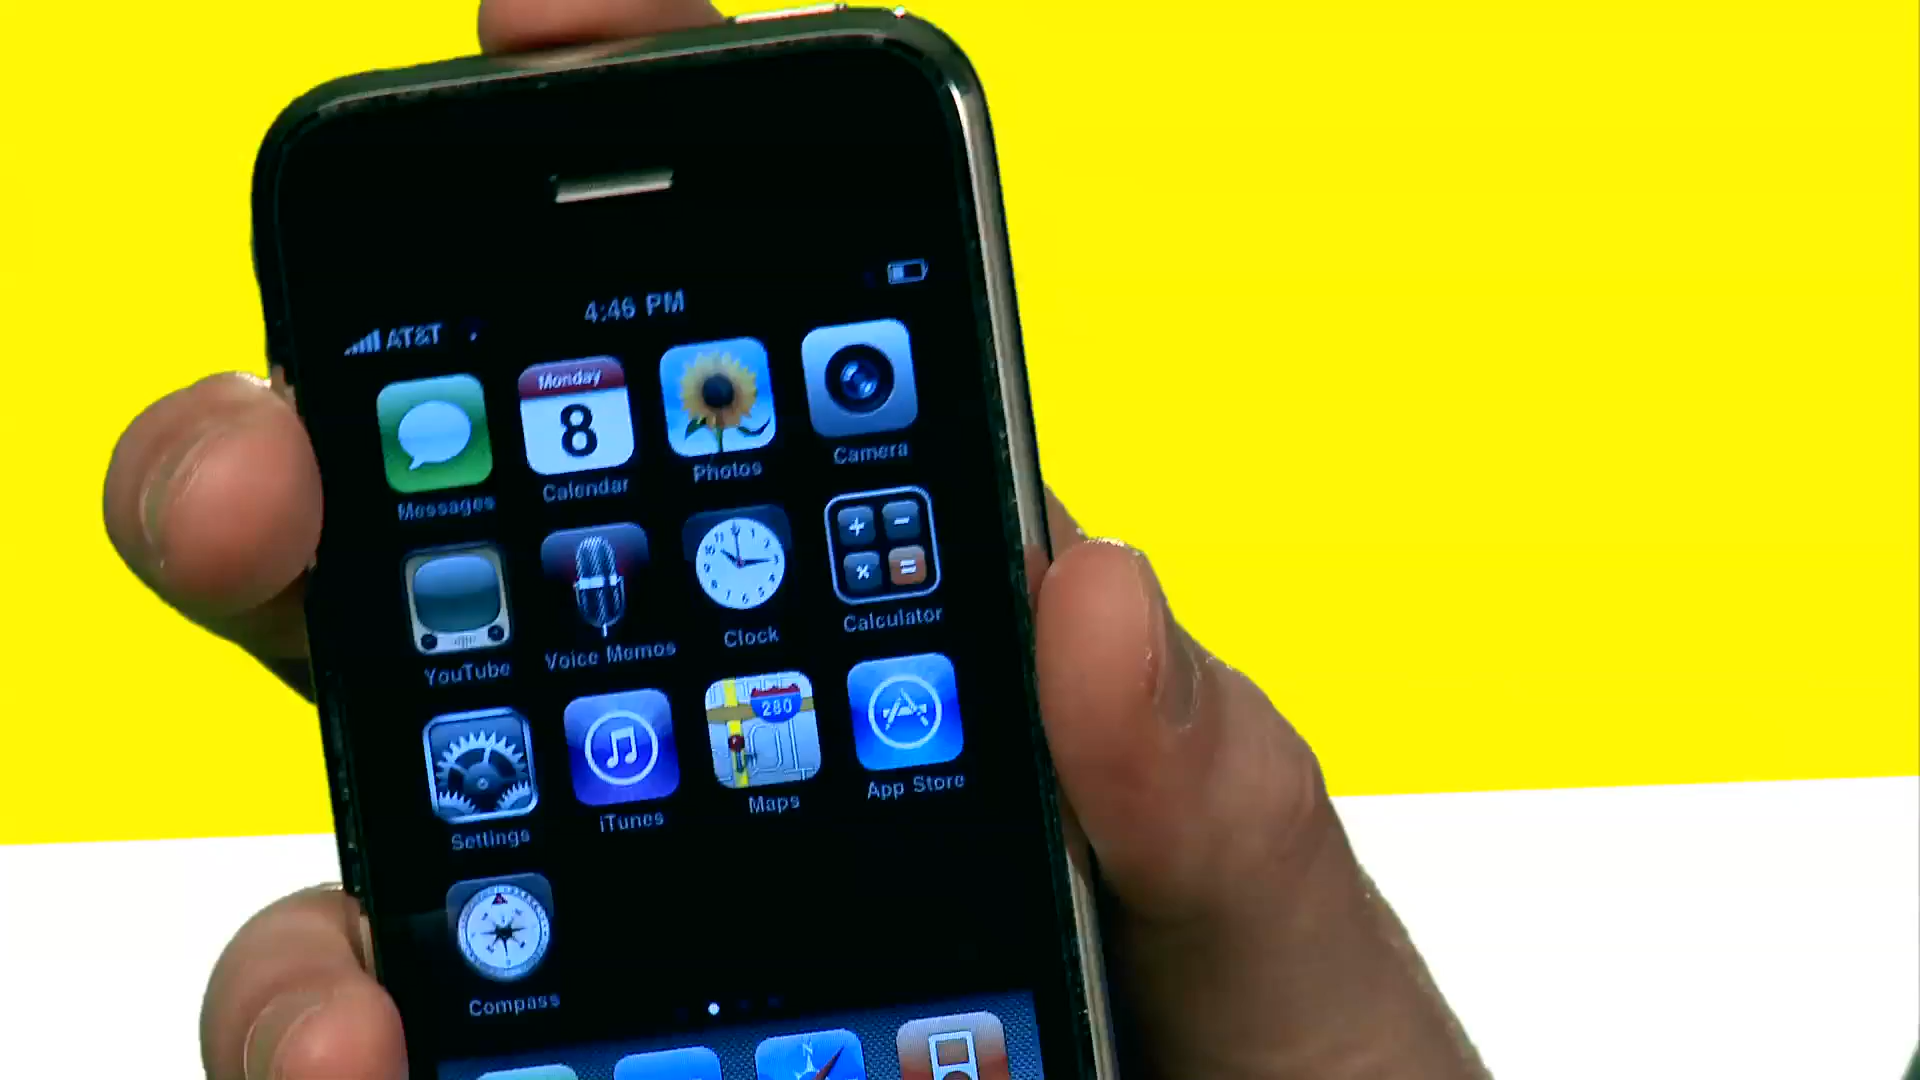 AT&T 4:46 PM
Monday
8
Messages Calendar Photos Camera
YouTube Voice Memos Clock Calculator
280
Settings iTunes Maps App Store
Compass
N